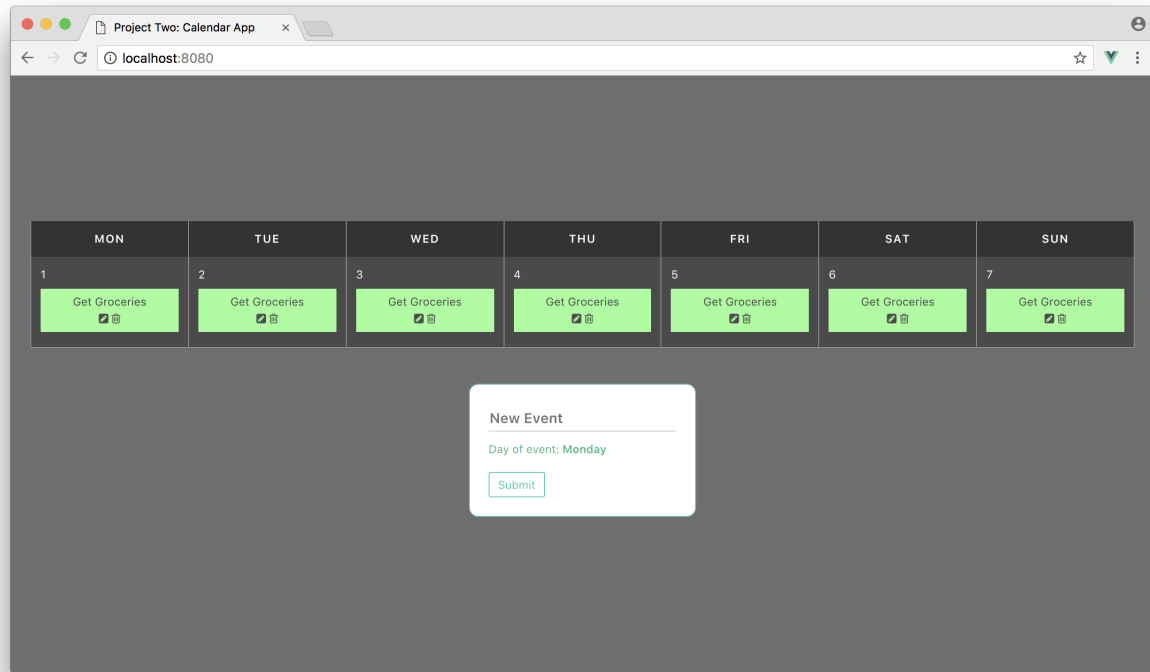 Project Two: Calendar App
localhost:8080
MON TUE WED THU FRI SAT SUN
1 2 3 4 5 6 7
Get Groceries Get Groceries Get Groceries Get Groceries Get Groceries Get Groceries Get Groceries
New Event
Day of event: Monday
Submit